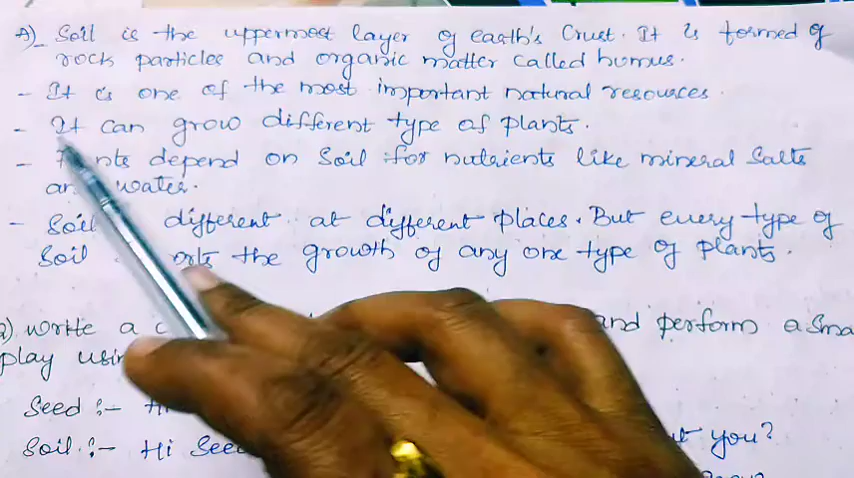 A) Soil is the uppermost layer of earth's Crust. It is formed of
rock particles and organic matter called humus.
- It is one of the most important natural resources.
- It can grow different type of plants.
- depend on Soil for nutrients like mineral Salts
water.
- Soil different at different places. But every type of
Soil the growth of any one type of plants.
Q) write a and perform a
play
Seed :- Hi
Soil :- Hi Seed you?